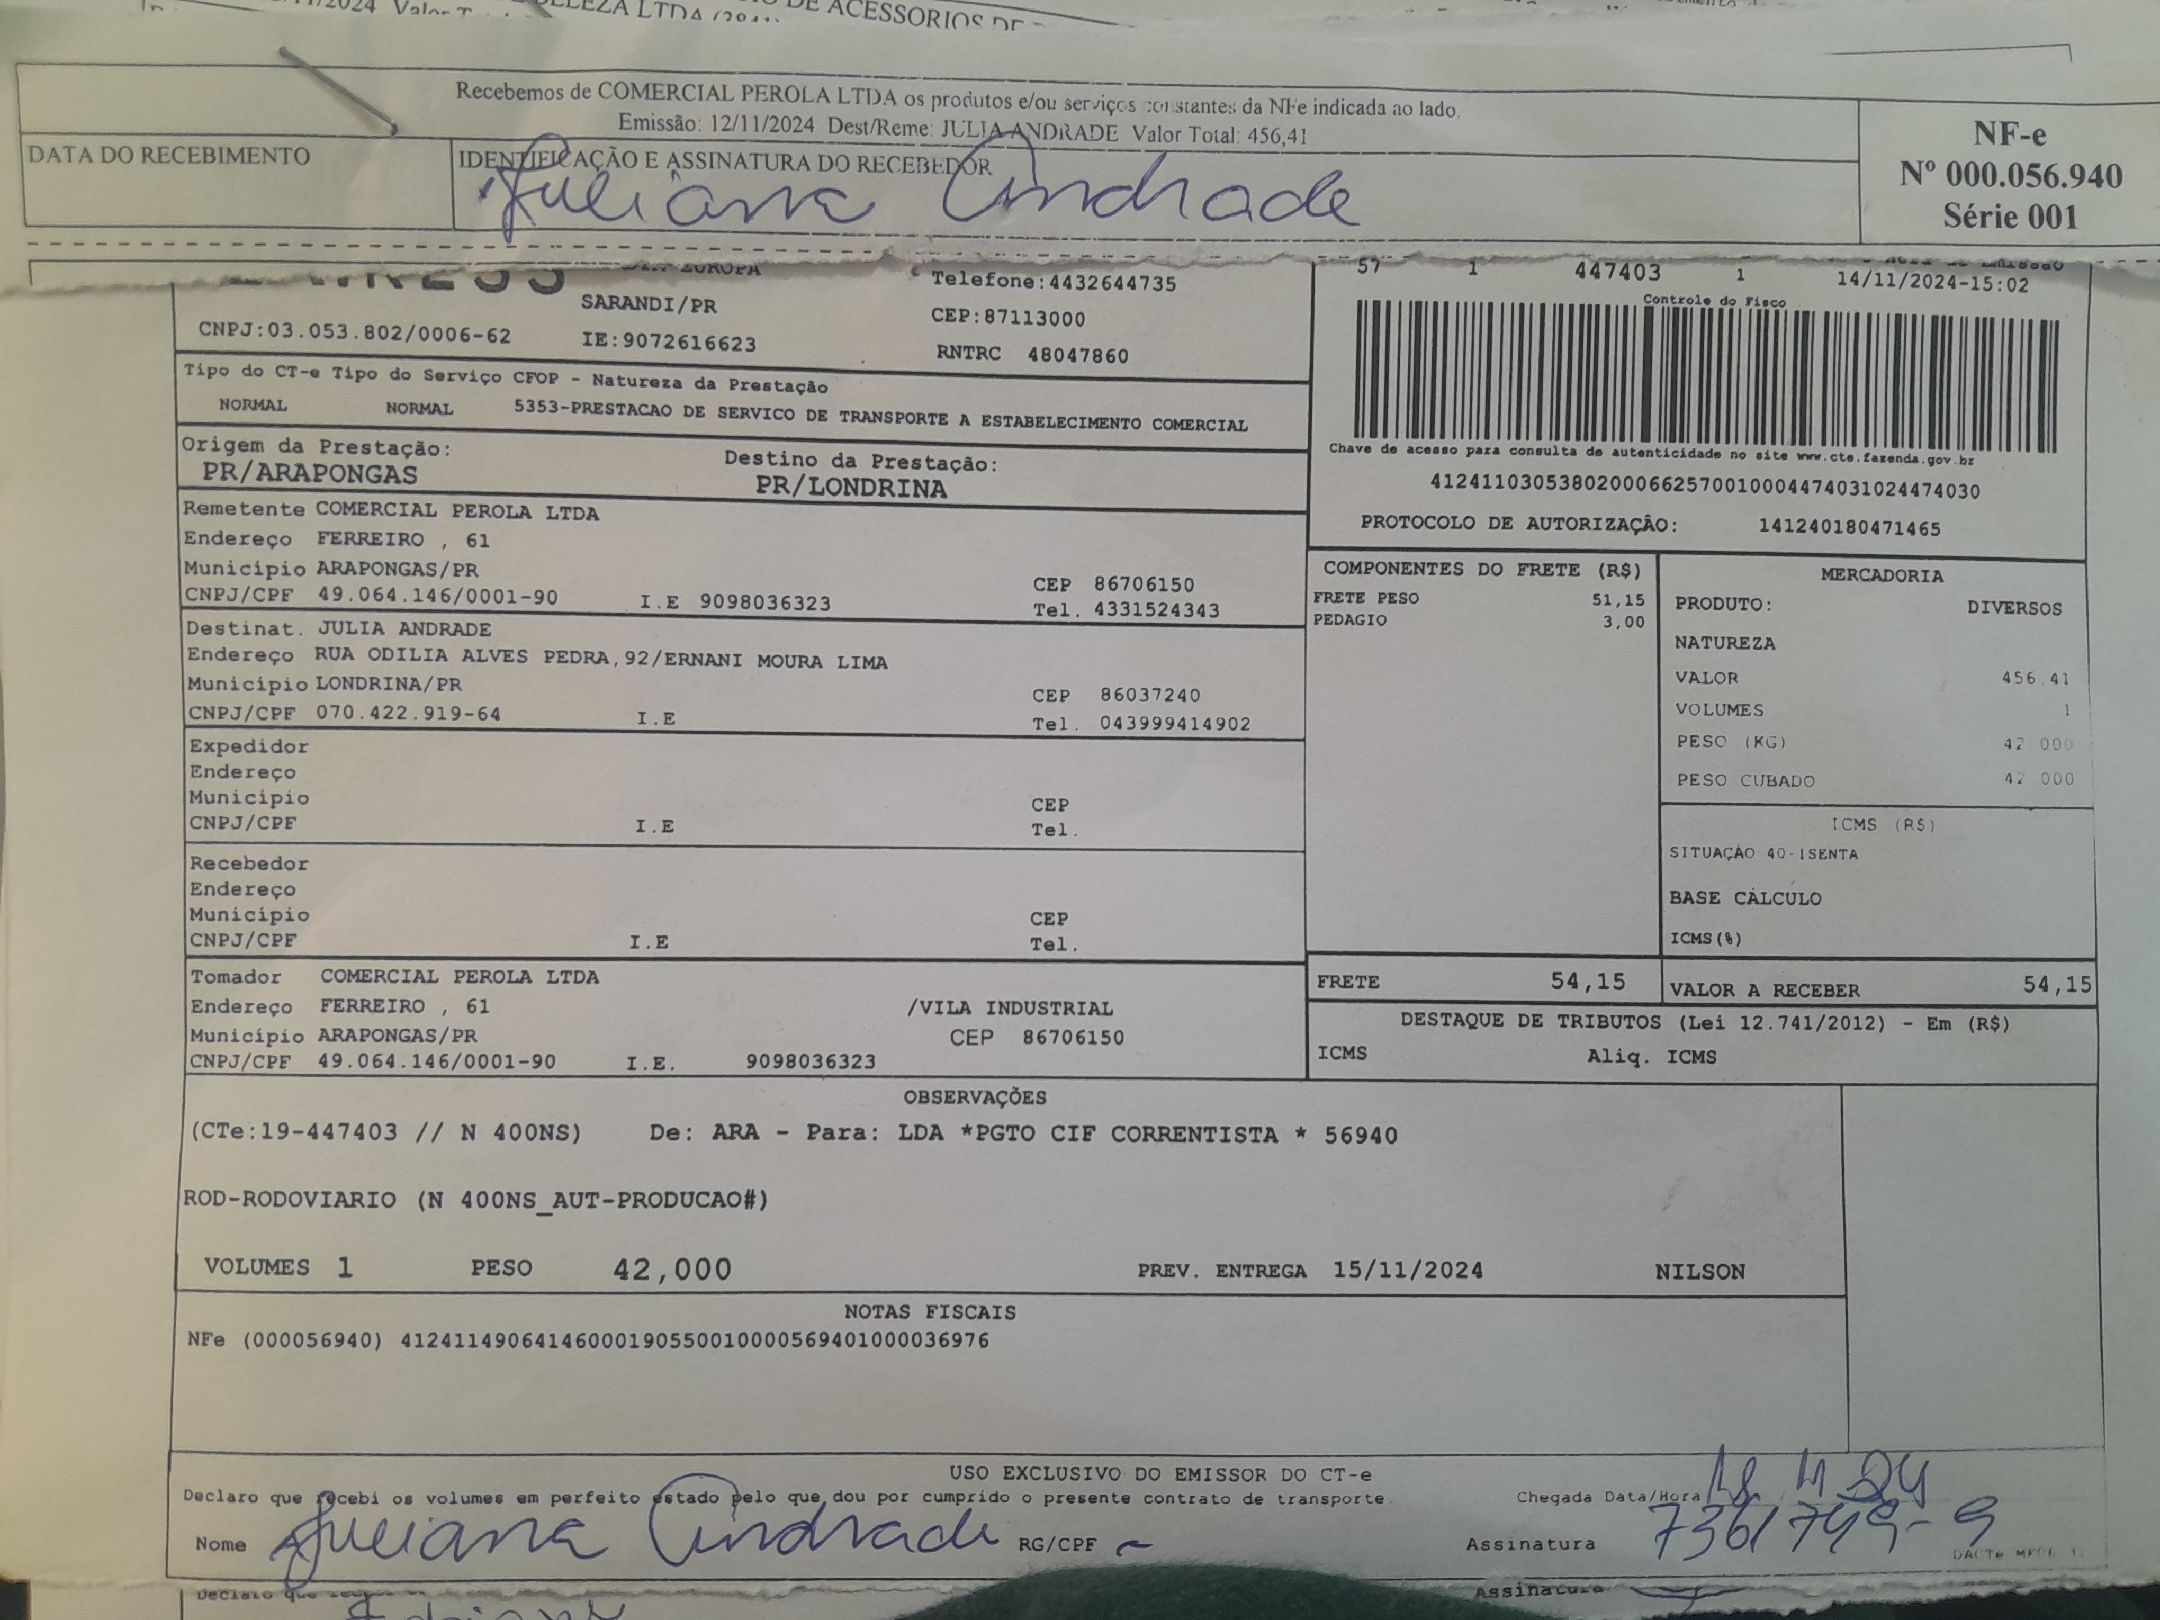 Recebemos de COMERCIAL PEROLA LTDA os produtos e/ou serviços constantes da NFe indicada ao lado.
Emissão: 12/11/2024 Dest/Reme: JULIA ANDRADE Valor Total: 456,41
NF-e
Nº 000.056.940
Série 001
DATA DO RECEBIMENTO
IDENTIFICAÇÃO E ASSINATURA DO RECEBEDOR
Juliana Andrade
EUROPA
SARANDI/PR
CNPJ:03.053.802/0006-62
IE:9072616623
Telefone:4432644735
CEP:87113000
RNTRC 48047860
57 1 447403 1 14/11/2024-15:02
Controle do Fisco
Chave de acesso para consulta de autenticidade no site www.cte.fazenda.gov.br
41241103053802000662570010004474031024474030
PROTOCOLO DE AUTORIZAÇÃO: 141240180471465
Tipo do CT-e Tipo do Serviço CFOP - Natureza da Prestação
NORMAL NORMAL 5353-PRESTACAO DE SERVICO DE TRANSPORTE A ESTABELECIMENTO COMERCIAL
Origem da Prestação:
PR/ARAPONGAS
Destino da Prestação:
PR/LONDRINA
Remetente COMERCIAL PEROLA LTDA
Endereço FERREIRO , 61
Município ARAPONGAS/PR CEP 86706150
CNPJ/CPF 49.064.146/0001-90 I.E 9098036323 Tel. 4331524343
Destinat. JULIA ANDRADE
Endereço RUA ODILIA ALVES PEDRA,92/ERNANI MOURA LIMA
Município LONDRINA/PR CEP 86037240
CNPJ/CPF 070.422.919-64 I.E Tel. 043999414902
Expedidor
Endereço
Município CEP
CNPJ/CPF I.E Tel.
Recebedor
Endereço
Município CEP
CNPJ/CPF I.E Tel.
Tomador COMERCIAL PEROLA LTDA
Endereço FERREIRO , 61 /VILA INDUSTRIAL
Município ARAPONGAS/PR CEP 86706150
CNPJ/CPF 49.064.146/0001-90 I.E. 9098036323
COMPONENTES DO FRETE (R$)
FRETE PESO 51,15
PEDAGIO 3,00
MERCADORIA
PRODUTO: DIVERSOS
NATUREZA
VALOR 456.41
VOLUMES 1
PESO (KG) 42 000
PESO CUBADO 42 000
ICMS (R$)
SITUAÇÃO 40-ISENTA
BASE CÁLCULO
ICMS(%)
FRETE 54,15
VALOR A RECEBER 54,15
DESTAQUE DE TRIBUTOS (Lei 12.741/2012) - Em (R$)
ICMS Aliq. ICMS
OBSERVAÇÕES
(CTe:19-447403 // N 400NS) De: ARA - Para: LDA *PGTO CIF CORRENTISTA * 56940
ROD-RODOVIARIO (N 400NS_AUT-PRODUCAO#)
VOLUMES 1 PESO 42,000 PREV. ENTREGA 15/11/2024 NILSON
NOTAS FISCAIS
NFe (000056940) 41241149064146000190550010000569401000036976
USO EXCLUSIVO DO EMISSOR DO CT-e
Declaro que recebi os volumes em perfeito estado pelo que dou por cumprido o presente contrato de transporte.
Chegada Data/Hora 18 11 24
Nome Juliana Andrade RG/CPF
Assinatura 7361749-9
Declaro que
Assinatura